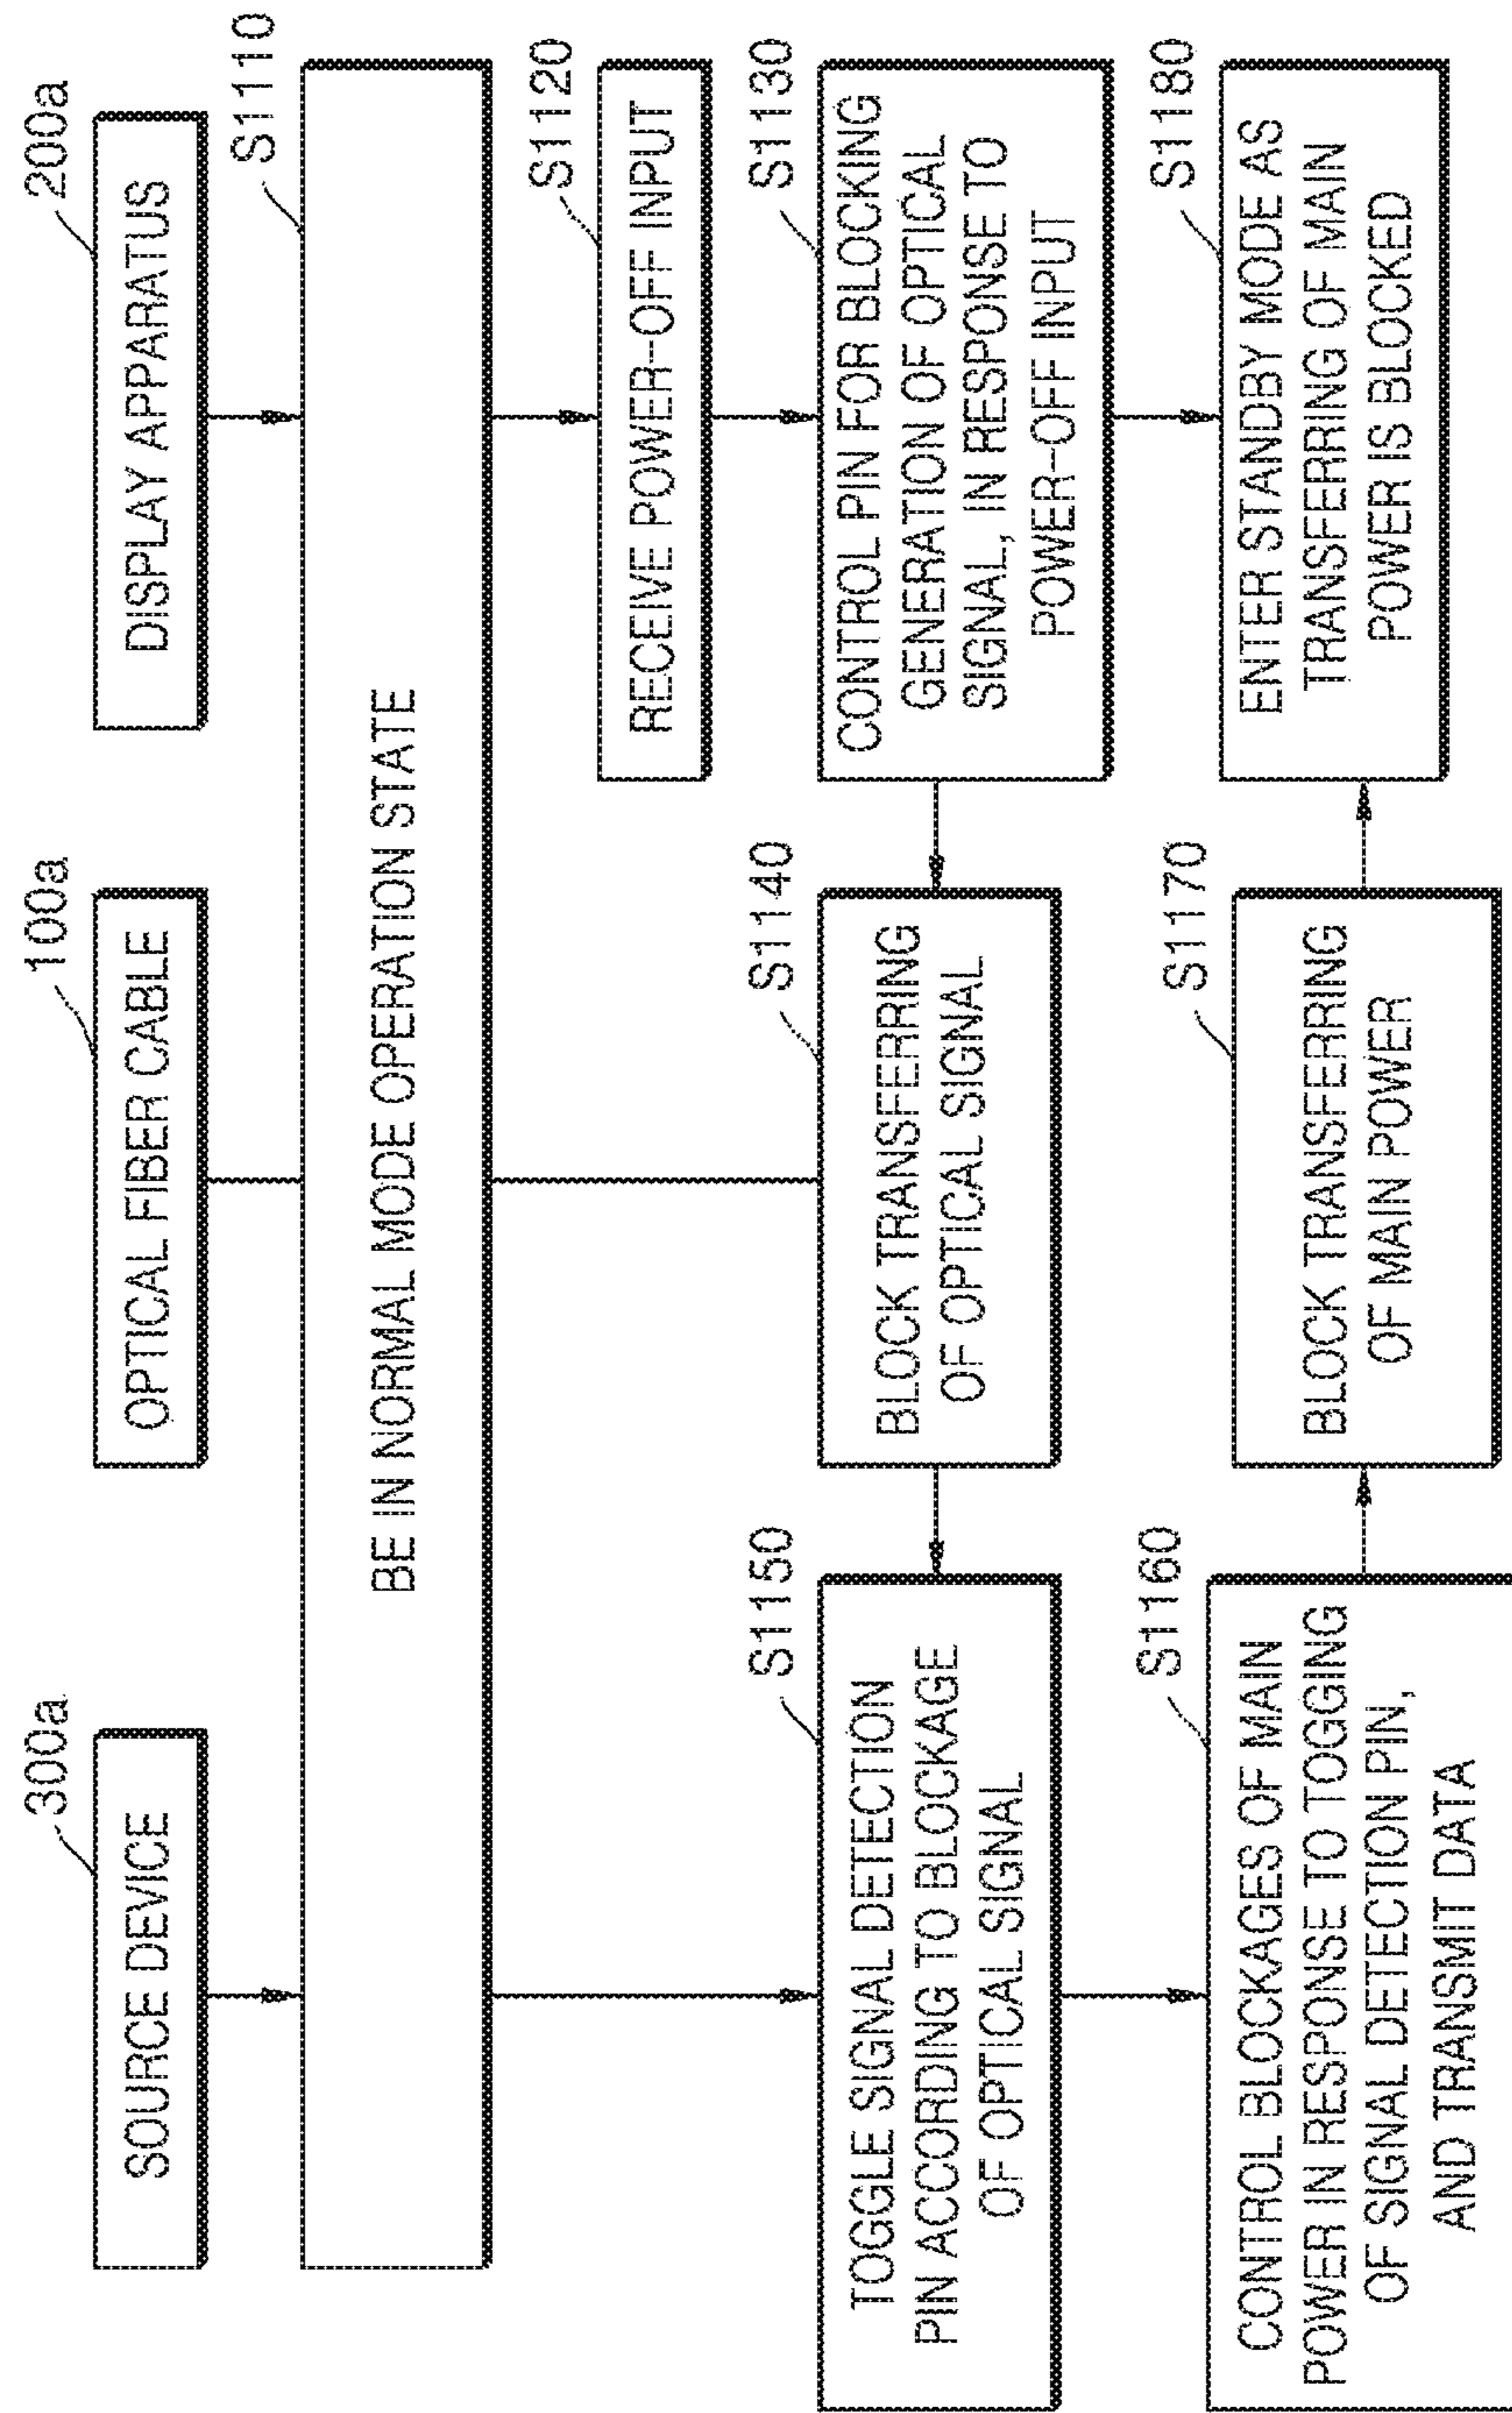 300a
SOURCE DEVICE
100a
OPTICAL FIBER CABLE
200a
DISPLAY APPARATUS
S1110
BE IN NORMAL MODE OPERATION STATE
S1120
RECEIVE POWER-OFF INPUT
S1130
CONTROL PIN FOR BLOCKING
GENERATION OF OPTICAL
SIGNAL, IN RESPONSE TO
POWER-OFF INPUT
S1140
BLOCK TRANSFERRING
OF OPTICAL SIGNAL
S1150
TOGGLE SIGNAL DETECTION
PIN ACCORDING TO BLOCKAGE
OF OPTICAL SIGNAL
S1160
CONTROL BLOCKAGES OF MAIN
POWER IN RESPONSE TO TOGGING
OF SIGNAL DETECTION PIN,
AND TRANSMIT DATA
S1170
BLOCK TRANSFERRING
OF MAIN POWER
S1180
ENTER STANDBY MODE AS
TRANSFERRING OF MAIN
POWER IS BLOCKED